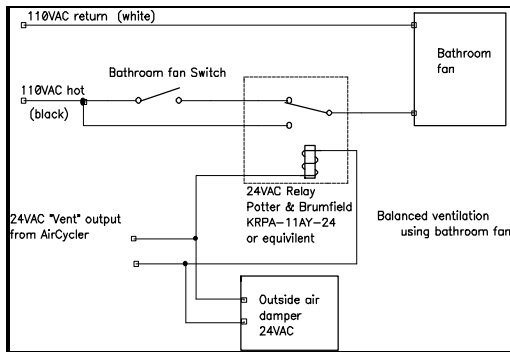 110VAC return (white)
Bathroom
fan
Bathroom fan Switch
110VAC hot
(black)
24VAC Relay
Potter & Brumfield
KRPA-11AY-24
or equivilent
24VAC "Vent" output
from AirCycler
Balanced ventilation
using bathroom fan
Outside air
damper
24VAC